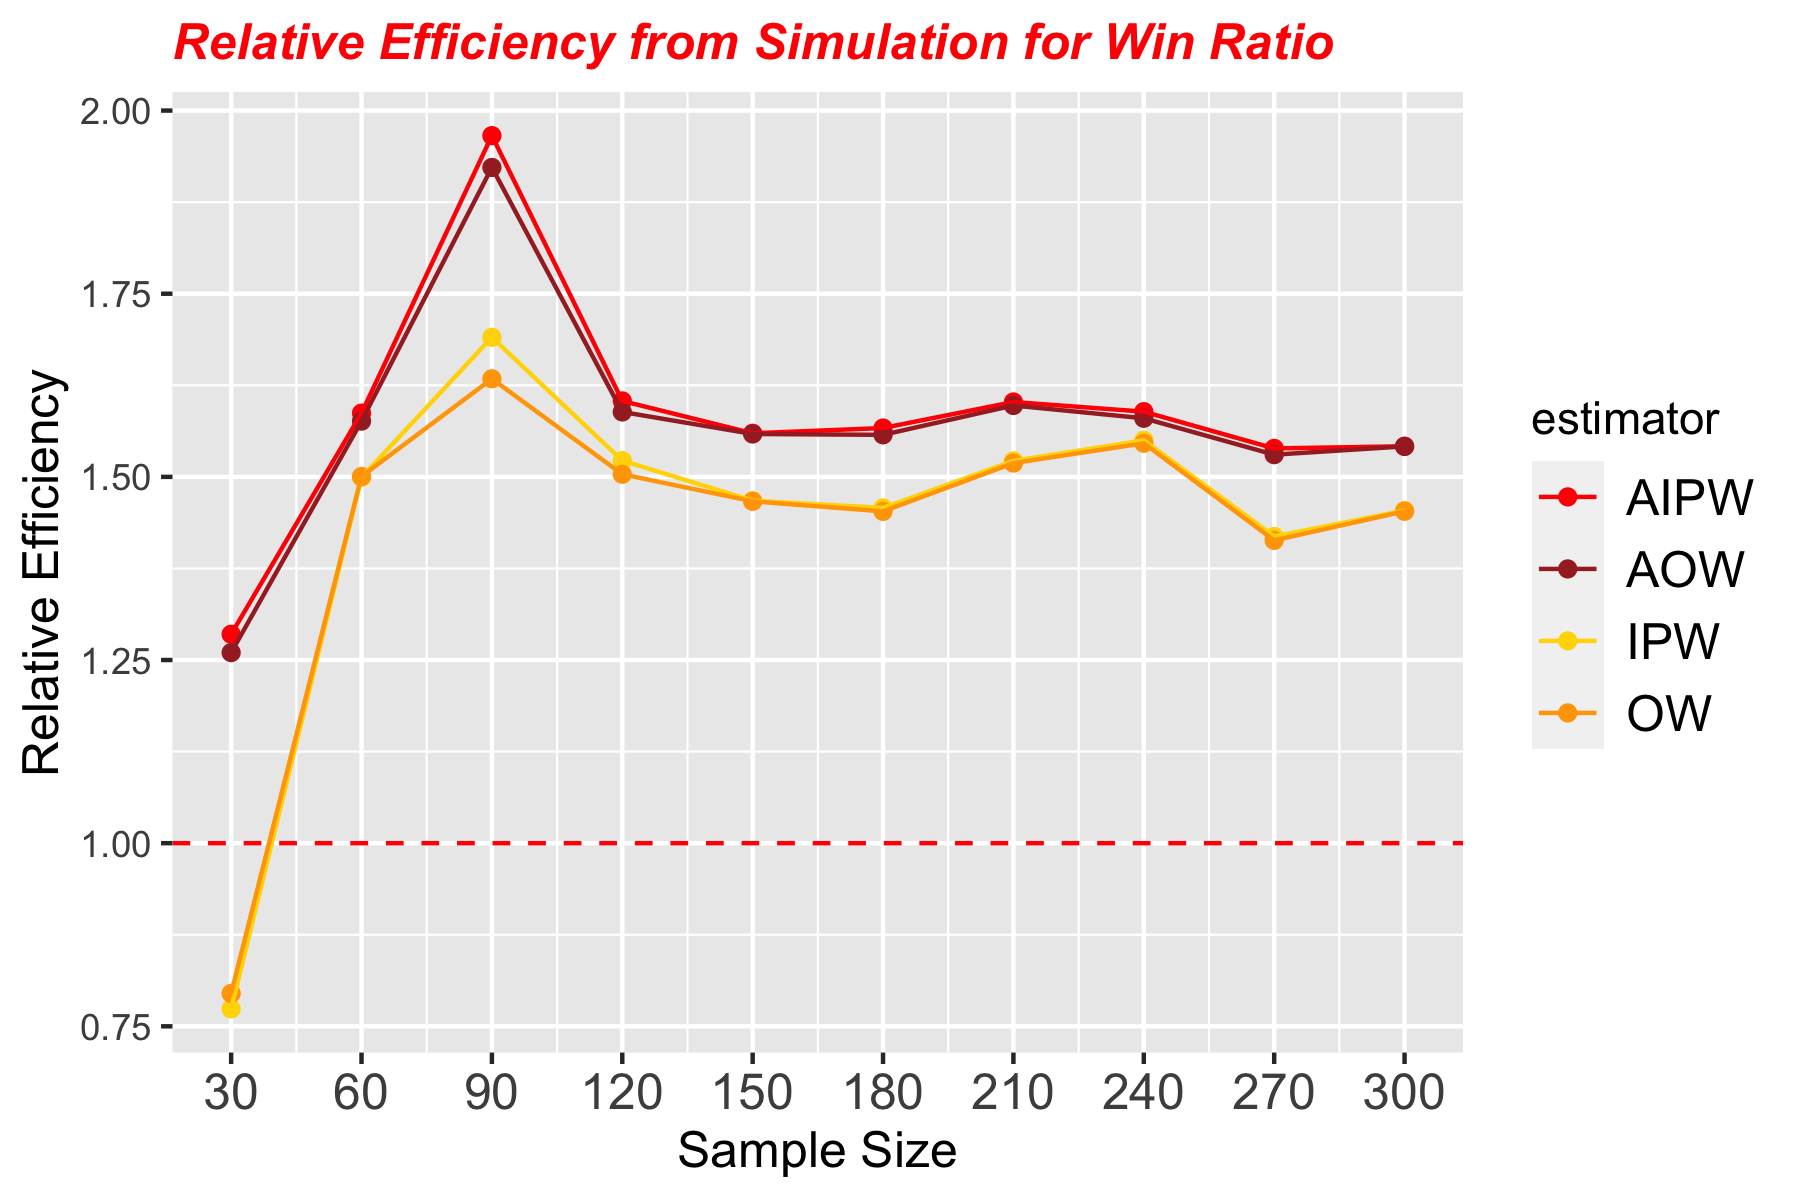 Relative Efficiency from Simulation for Win Ratio
Relative Efficiency
2.00
1.75
1.50
1.25
1.00
0.75
30 60 90 120 150 180 210 240 270 300
Sample Size
estimator
AIPW
AOW
IPW
OW